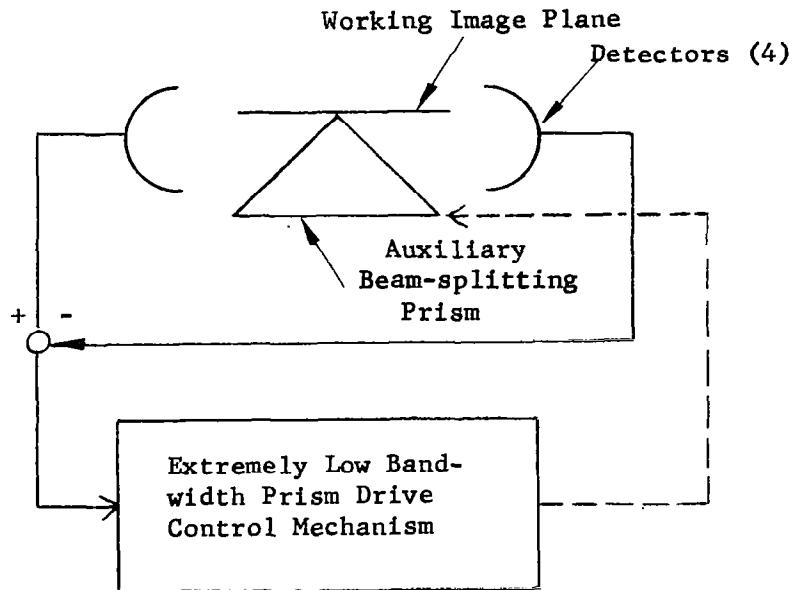 Working Image Plane
Detectors (4)
Auxiliary
Beam-splitting
Prism
+ -
Extremely Low Band-
width Prism Drive
Control Mechanism